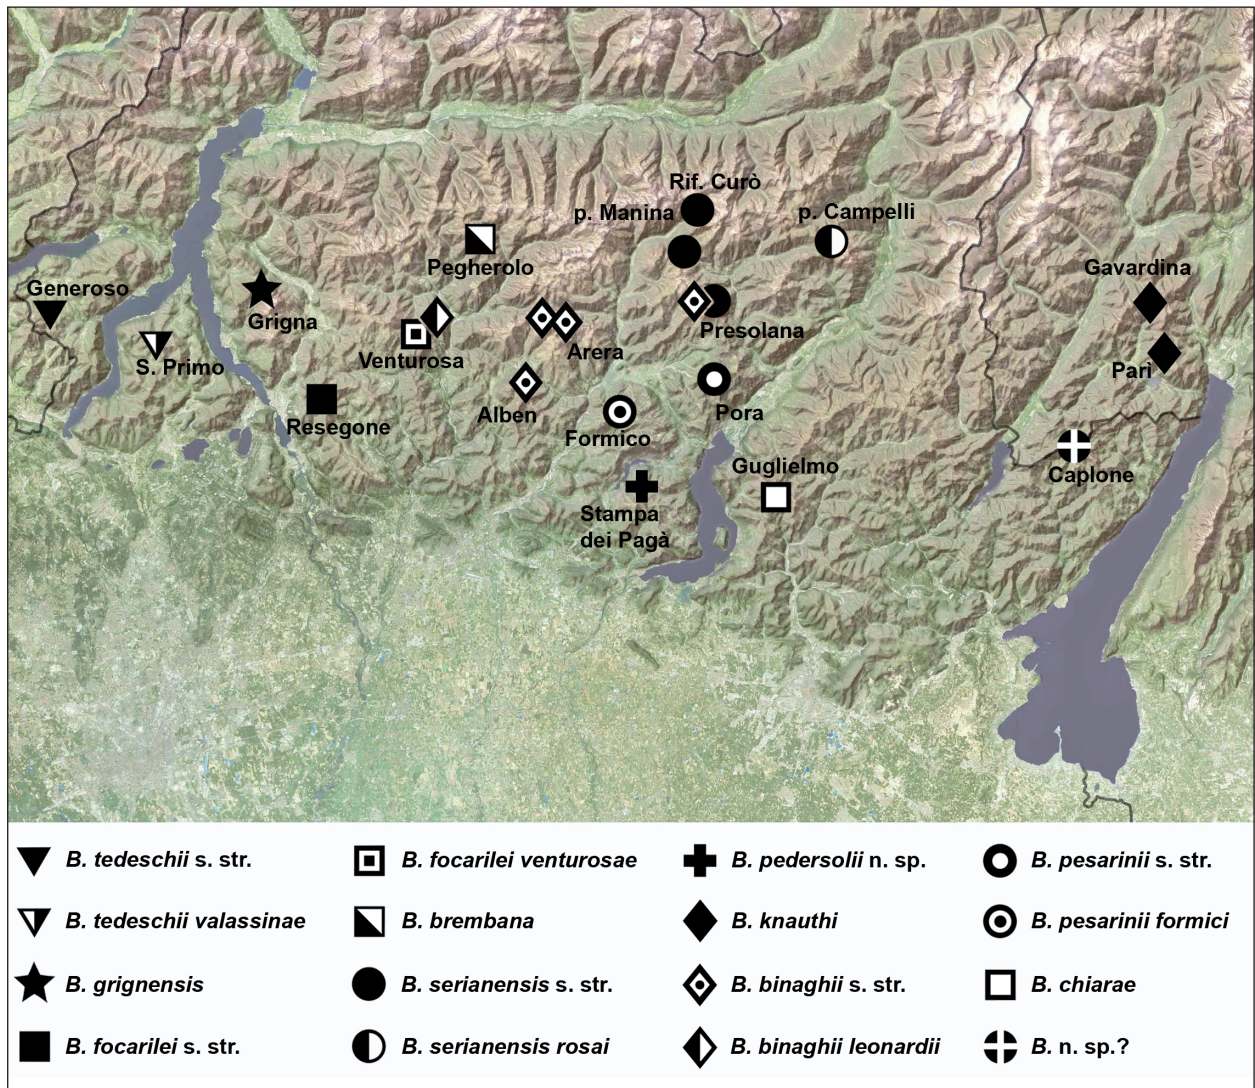 Rif. Curò
p. Manina
p. Campelli
Pegherolo
Gavardina
Generoso
Grigna
Presolana
Venturosa
Arera
S. Primo
Parì
Alben
Pora
Resegone
Formico
Guglielmo
Caplone
Stampa
dei Pagà
B. tedeschii s. str.
B. focarilei venturosae
B. pedersolii n. sp.
B. pesarinii s. str.
B. tedeschii valassinae
B. brembana
B. knauthi
B. pesarinii formici
B. grignensis
B. serianensis s. str.
B. binaghii s. str.
B. chiarae
B. focarilei s. str.
B. serianensis rosai
B. binaghii leonardii
B. n. sp.?